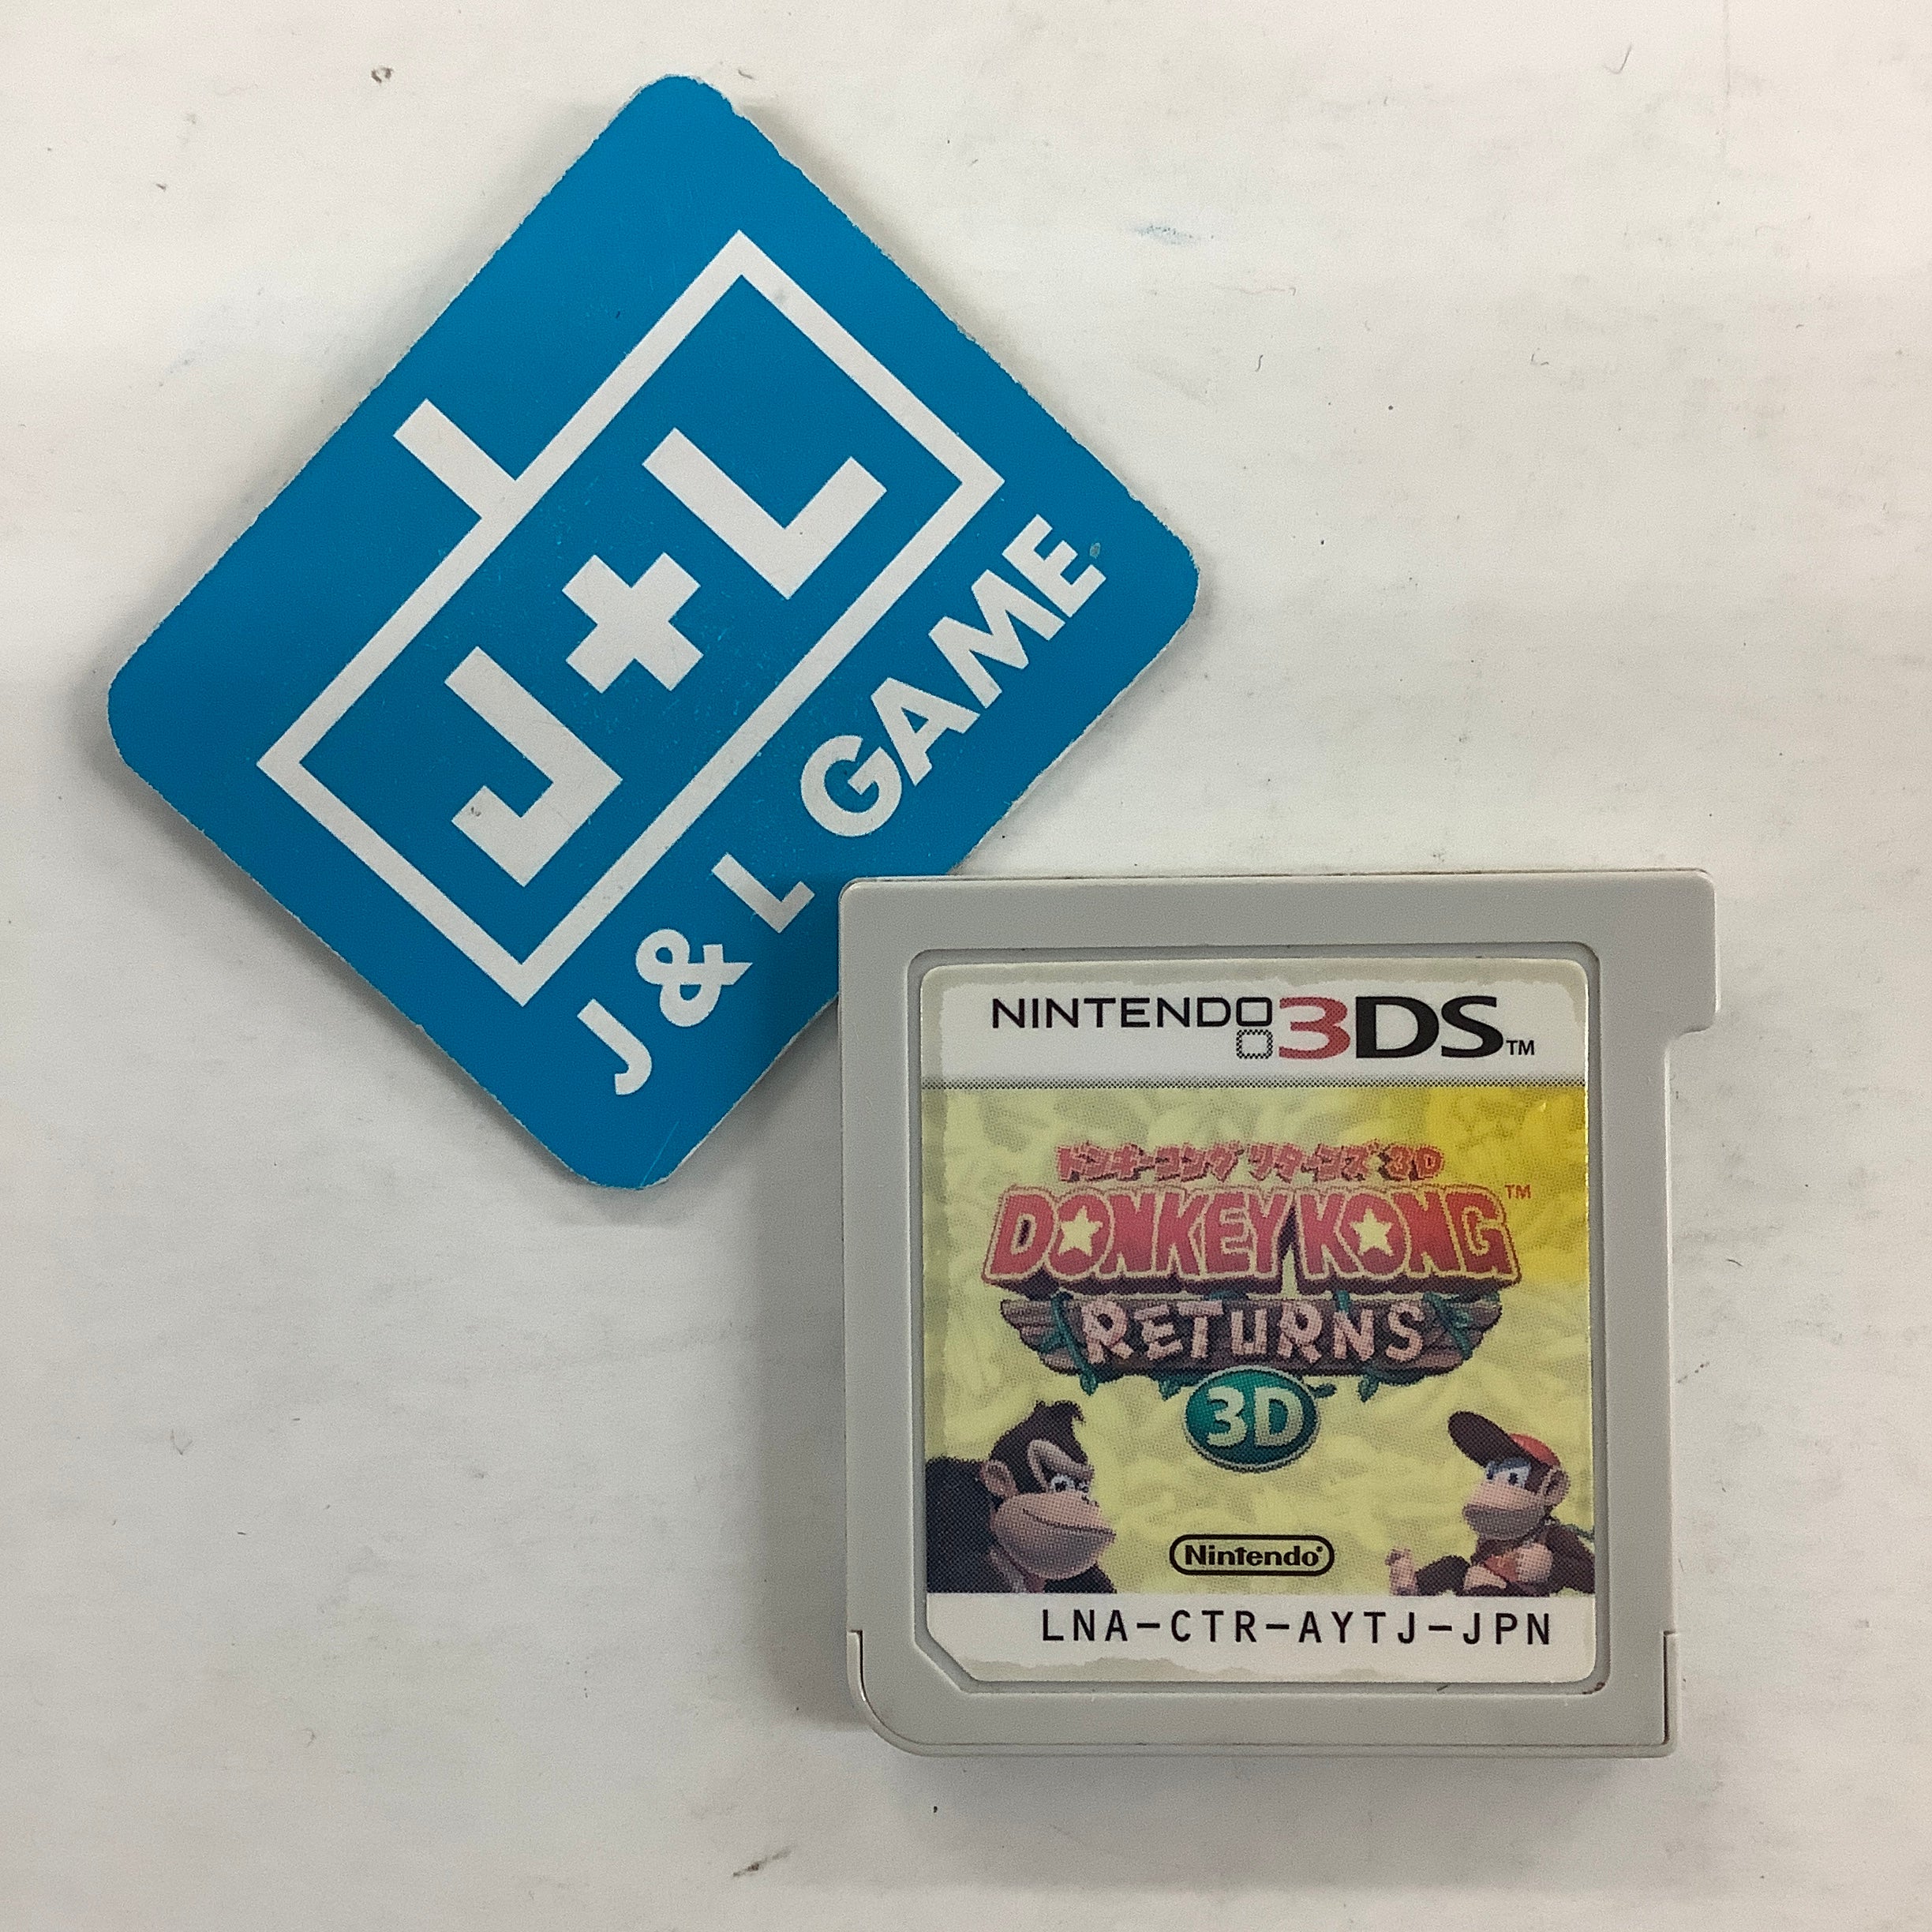 J+L
J & L GAME
NINTENDO 3DS™
ドンキーコング リターンズ 3D
DONKEY KONG™
RETURNS
3D
Nintendo®
LNA-CTR-AYTJ-JPN